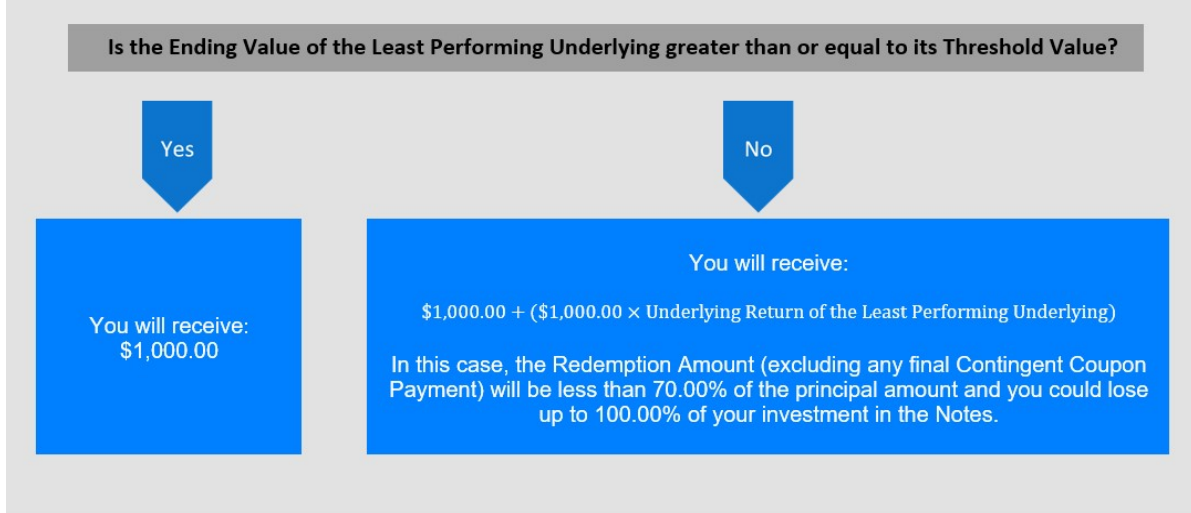 Is the Ending Value of the Least Performing Underlying greater than or equal to its Threshold Value?
Yes
No
You will receive:
$1,000.00
You will receive:
$1,000.00 + ($1,000.00 × Underlying Return of the Least Performing Underlying)
In this case, the Redemption Amount (excluding any final Contingent Coupon
Payment) will be less than 70.00% of the principal amount and you could lose
up to 100.00% of your investment in the Notes.